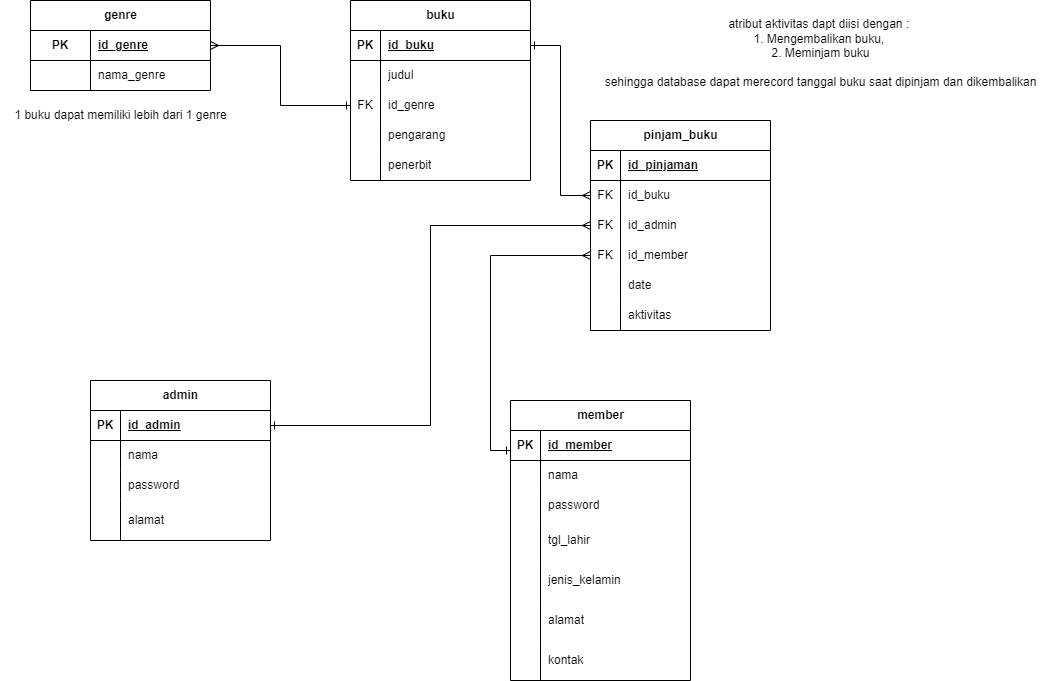 genre
PK id_genre
nama_genre
1 buku dapat memiliki lebih dari 1 genre
buku
PK id_buku
judul
FK id_genre
pengarang
penerbit
atribut aktivitas dapt diisi dengan :
1. Mengembalikan buku,
2. Meminjam buku
sehingga database dapat merecord tanggal buku saat dipinjam dan dikembalikan
pinjam_buku
PK id_pinjaman
FK id_buku
FK id_admin
FK id_member
date
aktivitas
admin
PK id_admin
nama
password
alamat
member
PK id_member
nama
password
tgl_lahir
jenis_kelamin
alamat
kontak